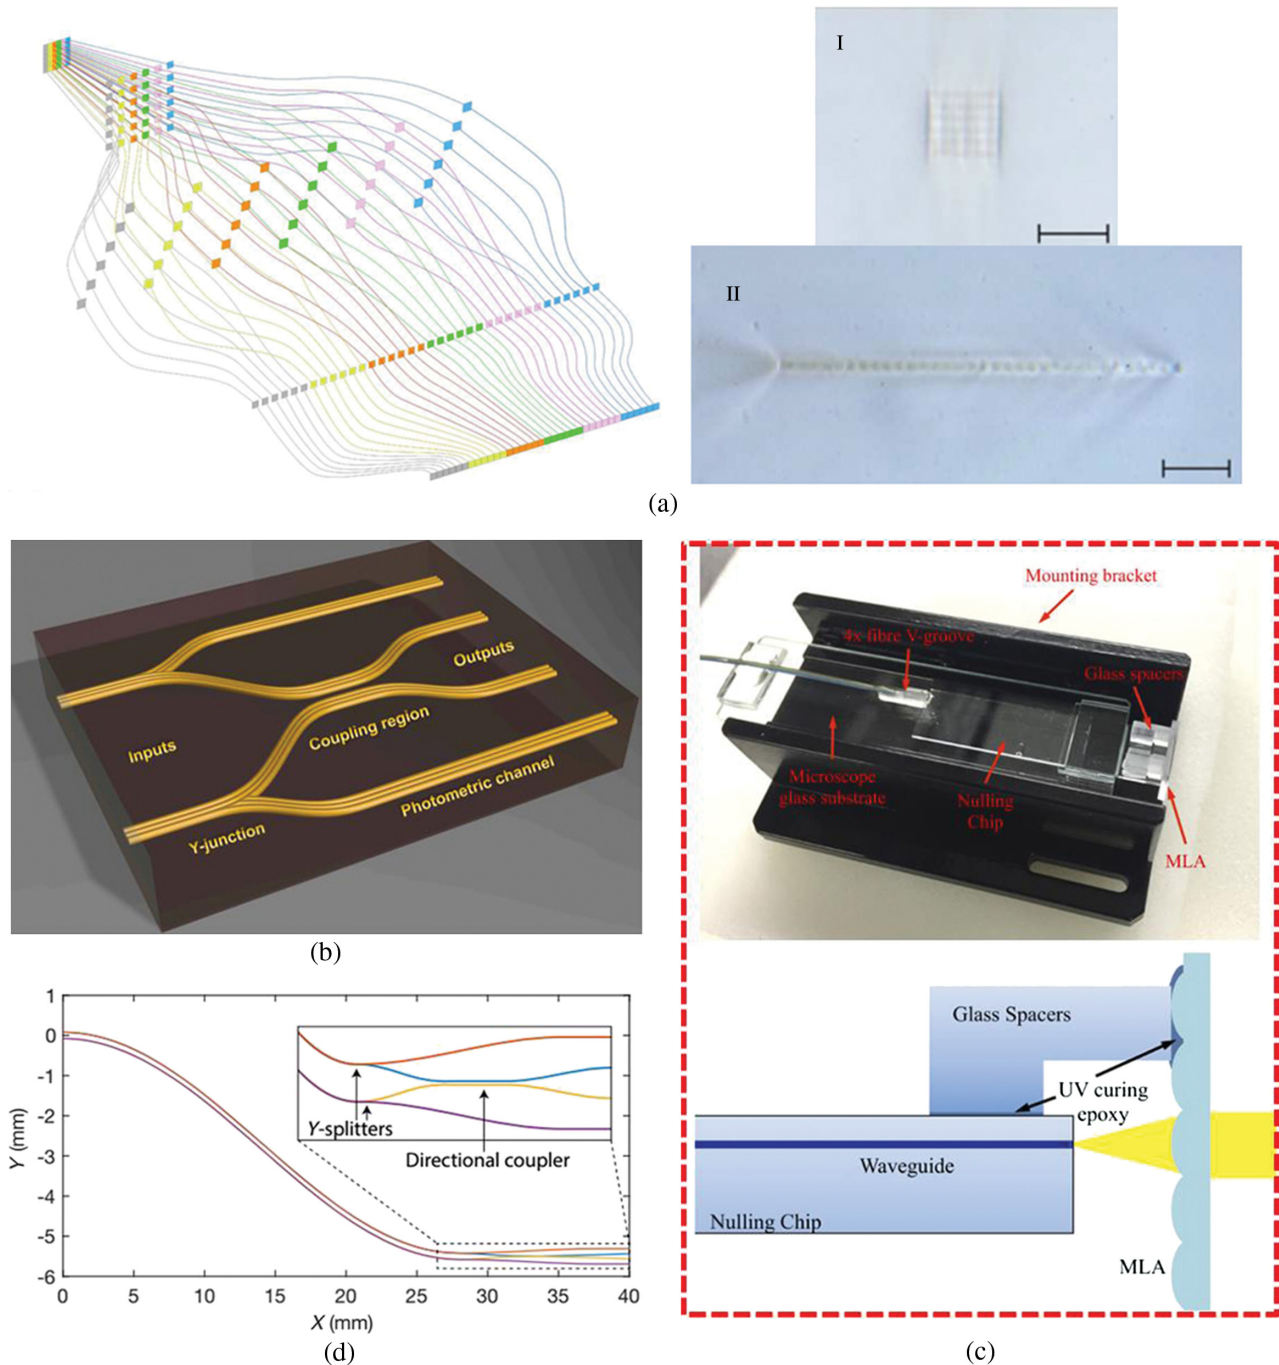 I
II
(a)
Inputs
Outputs
Coupling region
Photometric channel
Y-junction
(b)
Mounting bracket
4x fibre V-groove
Glass spacers
Microscope
glass substrate
Nulling
Chip
MLA
Glass Spacers
UV curing
epoxy
Waveguide
Nulling Chip
MLA
(c)
1
0
-1
-2
-3
-4
-5
-6
Y (mm)
Y-splitters
Directional coupler
0
5
10
15
20
25
30
35
40
X (mm)
(d)